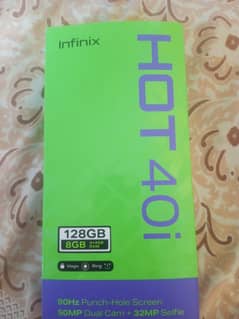 Infinix
HOT 40i
128GB
8GB
90Hz Punch-Hole Screen
50MP Dual Cam + 32MP Selfie